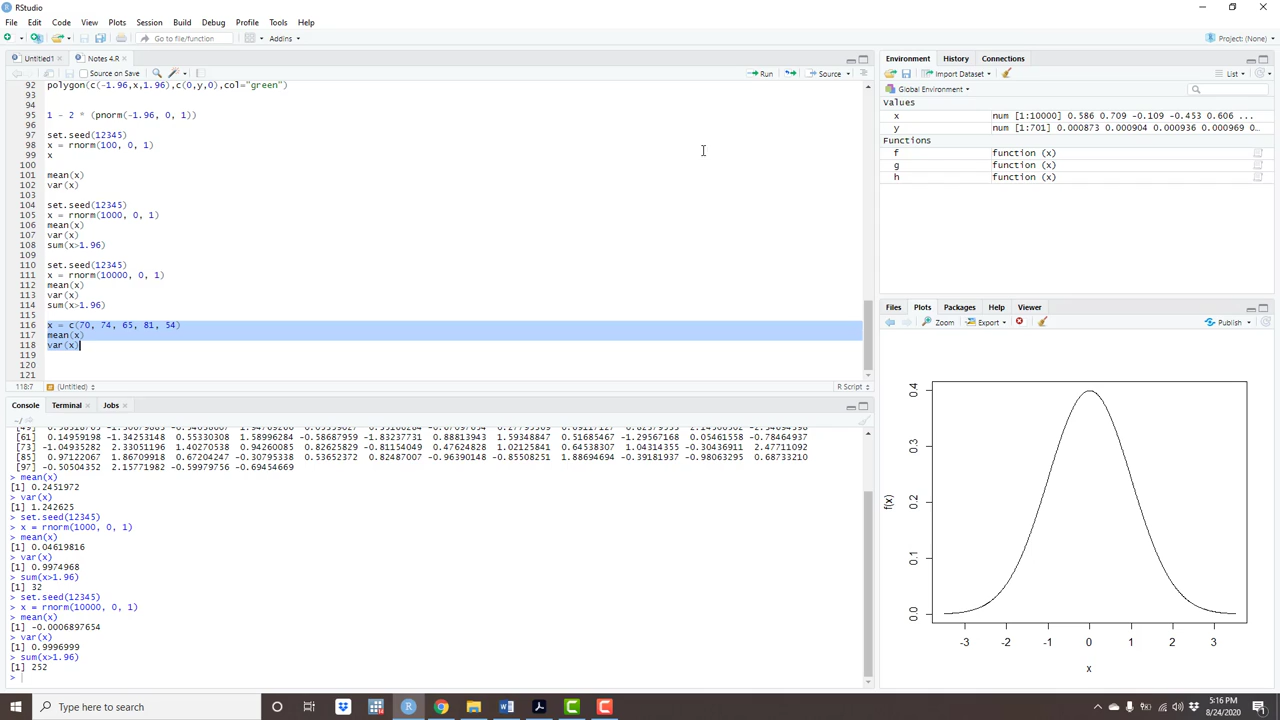 RStudio
File Edit Code View Plots Session Build Debug Profile Tools Help
Go to file/function Addins Project: (None)
Untitled1 Notes 4.R
Source on Save Run Source
92 polygon(c(-1.96,x,1.96),c(0,y,0),col="green")
93
94
95 1 - 2 * (pnorm(-1.96, 0, 1))
96
97 set.seed(12345)
98 x = rnorm(100, 0, 1)
99 x
100
101 mean(x)
102 var(x)
103
104 set.seed(12345)
105 x = rnorm(1000, 0, 1)
106 mean(x)
107 var(x)
108 sum(x>1.96)
109
110 set.seed(12345)
111 x = rnorm(10000, 0, 1)
112 mean(x)
113 var(x)
114 sum(x>1.96)
115
116 x = c(70, 74, 65, 81, 54)
117 mean(x)
118 var(x)
119
120
121
118:7 (Untitled) R Script
Console Terminal Jobs
~/
[61] 0.14959198 -1.34253148 0.55330308 1.58996284 -0.58687959 -1.83237731 0.88813943 1.59348847 0.51685467 -1.29567168 0.05461558 -0.78464937
[73] -1.04935282 2.33051196 1.40270538 0.94260085 0.82625829 -0.81154049 0.47624828 1.02125841 0.64538307 1.04314355 -0.30436911 2.47711092
[85] 0.97122067 1.86709918 0.67204247 -0.30795338 0.53652372 0.82487007 -0.96390148 -0.85508251 1.88694694 -0.39181937 -0.98063295 0.68733210
[97] -0.50504352 2.15771982 -0.59979756 -0.69454669
> mean(x)
[1] 0.2451972
> var(x)
[1] 1.242625
> set.seed(12345)
> x = rnorm(1000, 0, 1)
> mean(x)
[1] 0.04619816
> var(x)
[1] 0.9974968
> sum(x>1.96)
[1] 32
> set.seed(12345)
> x = rnorm(10000, 0, 1)
> mean(x)
[1] -0.0006897654
> var(x)
[1] 0.9996999
> sum(x>1.96)
[1] 252
>
Environment History Connections
Import Dataset List
Global Environment
Values
x num [1:10000] 0.586 0.709 -0.109 -0.453 0.606 ...
y num [1:701] 0.000873 0.000904 0.000936 0.000969 0...
Functions
f function (x)
g function (x)
h function (x)
Files Plots Packages Help Viewer
Zoom Export Publish
0.4
0.3
0.2
0.1
0.0
f(x)
-3 -2 -1 0 1 2 3
x
Type here to search
5:16 PM
8/24/2020